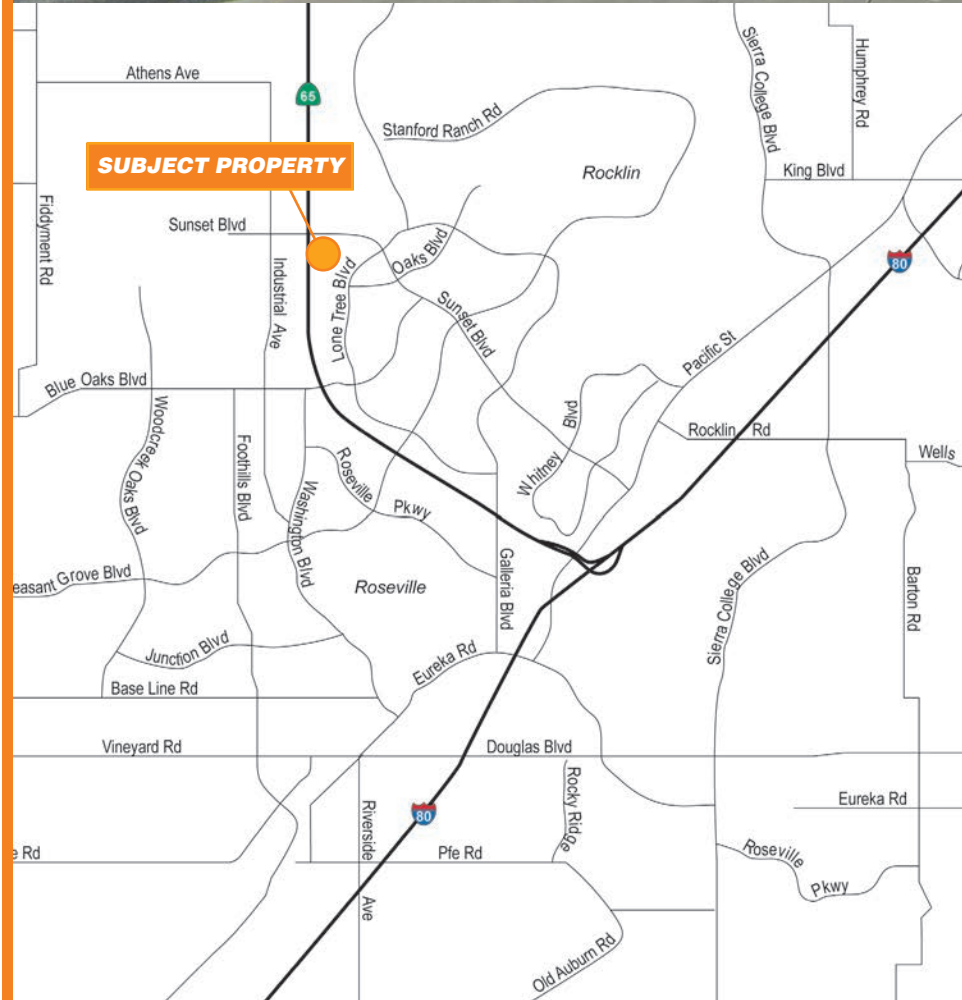 Athens Ave
65
Stanford Ranch Rd
Sierra College Blvd
Humphrey Rd
SUBJECT PROPERTY
Rocklin
King Blvd
Fiddyment Rd
Sunset Blvd
Industrial Ave
Lone Tree Blvd
Oaks Blvd
80
Sunset Blvd
Pacific St
Blue Oaks Blvd
Woodcreek Oaks Blvd
Foothills Blvd
Washington Blvd
Roseville Pkwy
Whitney Blvd
Rocklin Rd
Wells
easant Grove Blvd
Roseville
Galleria Blvd
Sierra College Blvd
Barton Rd
Junction Blvd
Eureka Rd
Base Line Rd
Vineyard Rd
Douglas Blvd
Rocky Ridge
Eureka Rd
80
Riverside Ave
e Rd
Pfe Rd
Roseville Pkwy
Old Auburn Rd